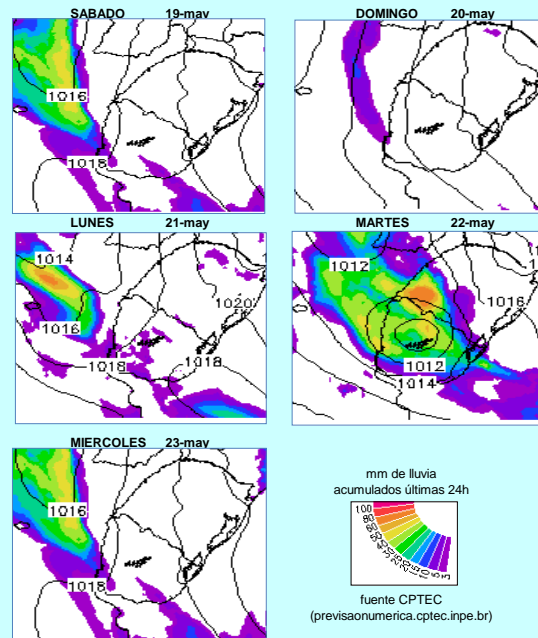 SABADO 19-may
DOMINGO 20-may
1016
1018
LUNES 21-may
MARTES 22-may
1014
1016
1020
1018
1018
1012
1016
1012
1014
MIERCOLES 23-may
1016
1018
mm de lluvia
acumulados últimas 24h
100
fuente CPTEC
(previsaonumerica.cptec.inpe.br)